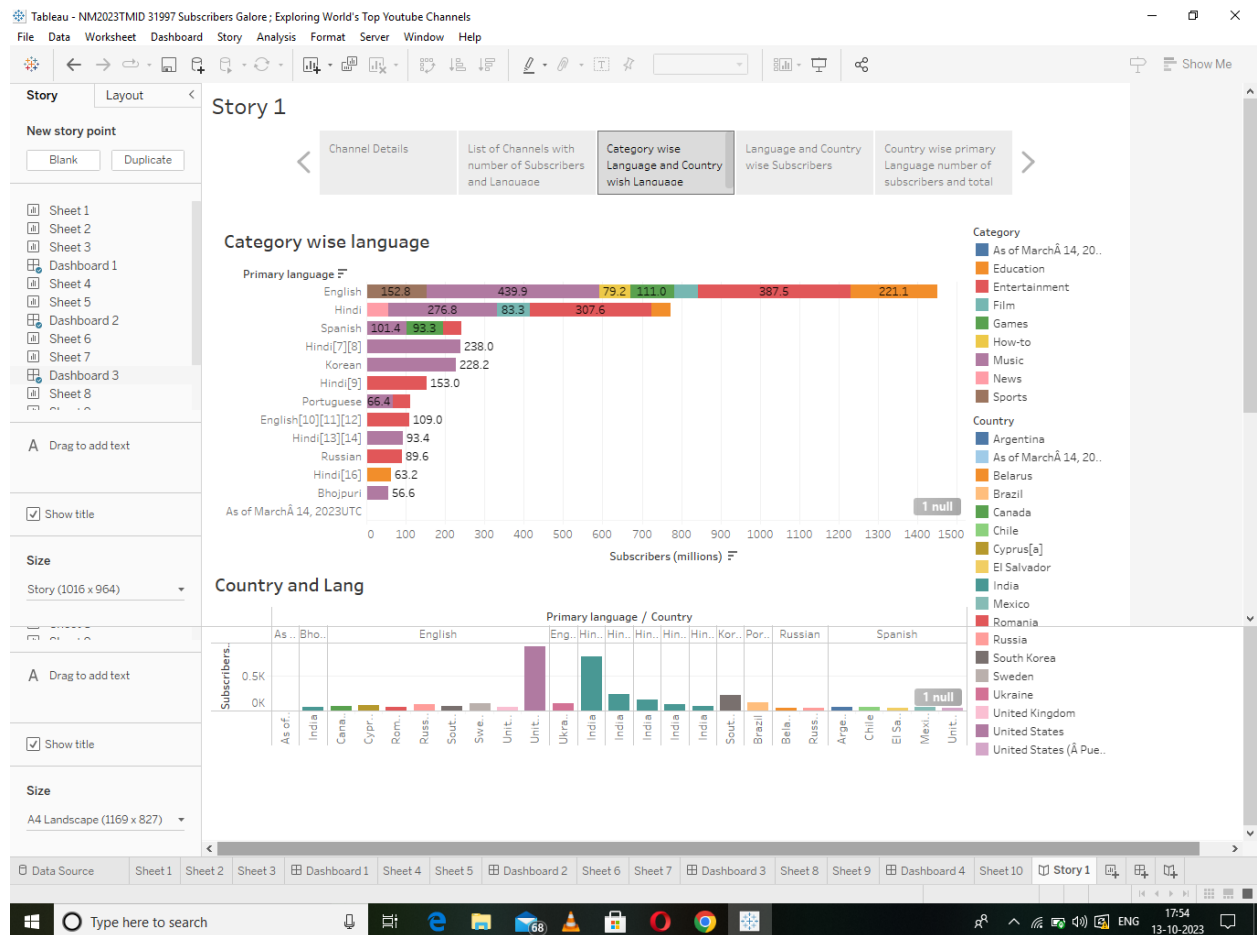 Tableau - NM2023TMID 31997 Subscribers Galore ; Exploring World's Top Youtube Channels
File Data Worksheet Dashboard Story Analysis Format Server Window Help
Show Me
Story Layout
New story point
Blank Duplicate
Sheet 1
Sheet 2
Sheet 3
Dashboard 1
Sheet 4
Sheet 5
Dashboard 2
Sheet 6
Sheet 7
Dashboard 3
Sheet 8
A Drag to add text
Show title
Size
Story (1016 x 964)
A Drag to add text
Show title
Size
A4 Landscape (1169 x 827)
Story 1
Channel Details
List of Channels with
number of Subscribers
and Language
Category wise
Language and Country
wish Language
Language and Country
wise Subscribers
Country wise primary
Language number of
subscribers and total
Category wise language
Primary language
English 152.8 439.9 79.2 111.0 387.5 221.1
Hindi 276.8 83.3 307.6
Spanish 101.4 93.3
Hindi[7][8] 238.0
Korean 228.2
Hindi[9] 153.0
Portuguese 66.4
English[10][11][12] 109.0
Hindi[13][14] 93.4
Russian 89.6
Hindi[16] 63.2
Bhojpuri 56.6
As of MarchÂ 14, 2023UTC
1 null
0 100 200 300 400 500 600 700 800 900 1000 1100 1200 1300 1400 1500
Subscribers (millions)
Country and Lang
Primary language / Country
As .. Bho.. English Eng.. Hin.. Hin.. Hin.. Hin.. Hin.. Kor.. Por.. Russian Spanish
Subscribers..
0.5K
0K
1 null
As of.. India Cana.. Cypr.. Rom.. Russ.. Sout.. Swe.. Unit.. Unit.. Ukra.. India India India India India Sout.. Brazil Bela.. Russ.. Arge.. Chile El Sa.. Mexi.. Unit..
Category
As of MarchÂ 14, 20..
Education
Entertainment
Film
Games
How-to
Music
News
Sports
Country
Argentina
As of MarchÂ 14, 20..
Belarus
Brazil
Canada
Chile
Cyprus[a]
El Salvador
India
Mexico
Romania
Russia
South Korea
Sweden
Ukraine
United Kingdom
United States
United States (Â Pue..
Data Source Sheet 1 Sheet 2 Sheet 3 Dashboard 1 Sheet 4 Sheet 5 Dashboard 2 Sheet 6 Sheet 7 Dashboard 3 Sheet 8 Sheet 9 Dashboard 4 Sheet 10 Story 1
Type here to search
68
ENG
17:54
13-10-2023